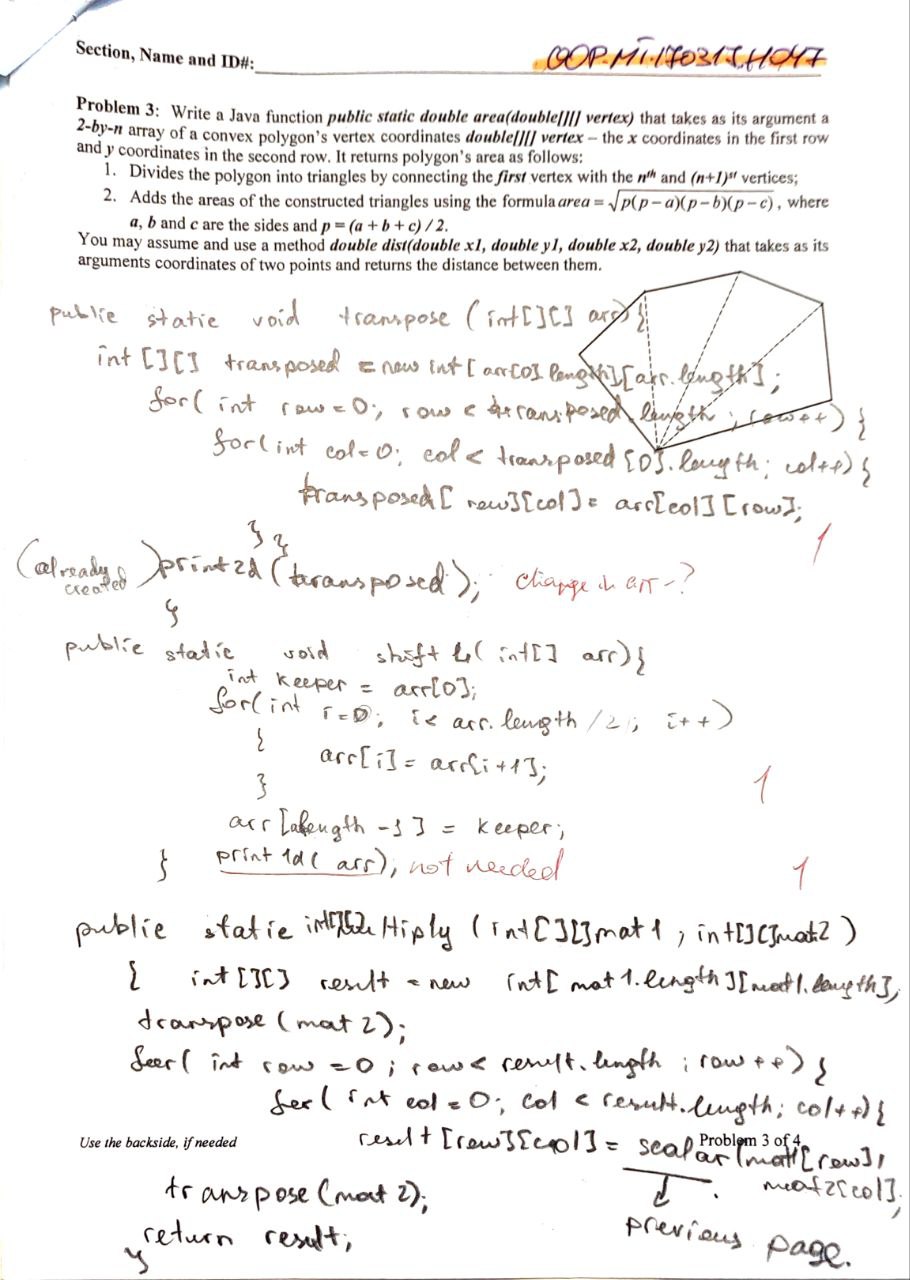 Section, Name and ID#:
OOP.MT.170315.H047
Problem 3: Write a Java function public static double area(double[][] vertex) that takes as its argument a
2-by-n array of a convex polygon's vertex coordinates double[][] vertex – the x coordinates in the first row
and y coordinates in the second row. It returns polygon's area as follows:
1. Divides the polygon into triangles by connecting the first vertex with the nth and (n+1)st vertices;
2. Adds the areas of the constructed triangles using the formula area = √p(p−a)(p−b)(p−c), where
a, b and c are the sides and p = (a + b + c) / 2.
You may assume and use a method double dist(double x1, double y1, double x2, double y2) that takes as its
arguments coordinates of two points and returns the distance between them.
public static void transpose (int[][] arr) {
int [][] transposed = new int [arr[0].length][arr.length];
for( int row=0; row < transposed.length ; row++) {
for(int col=0; col < transposed [0].length; col++) {
transposed[row][col] = arr[col][row];
} }
1
(already created) print2d (transposed); change in arr -?
}
public static void shift ( int[] arr) {
int keeper = arr[0];
for(int i=0; i< arr.length /2 ; i++)
{
arr[i] = arr[i+1];
}
1
arr [length -1] = keeper;
} print 1d( arr); not needed
1
public static int[][] multiply (int[][] mat1, int[][] mat2 )
{ int [][] result = new int[ mat1.length][mat1.length];
transpose (mat 2);
for( int row =0 ; row< result.length ; row ++) {
for( int col =0; col < result.length; col++) {
result [row][col] = scalar (mat1[row],
Use the backside, if needed
Problem 3 of 4
mat2[col];
transpose (mat 2);
previous page.
return result;
}